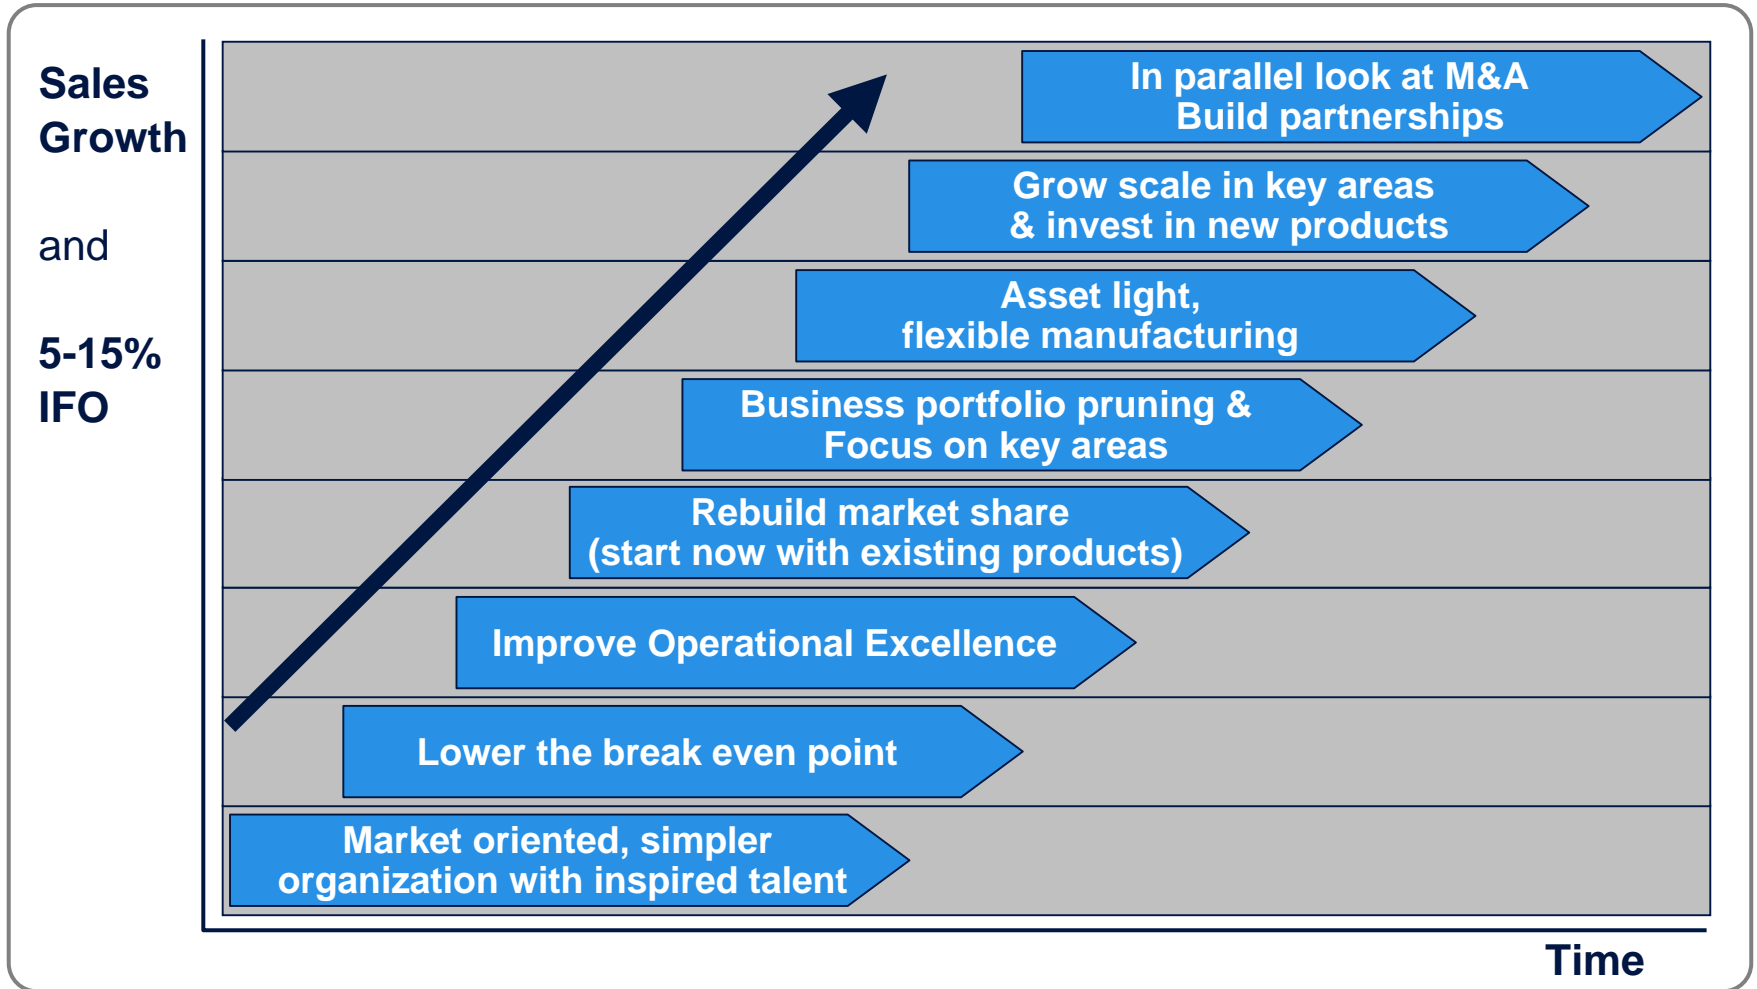 Sales
Growth
and
5-15%
IFO
In parallel look at M&A
Build partnerships
Grow scale in key areas
& invest in new products
Asset light,
flexible manufacturing
Business portfolio pruning &
Focus on key areas
Rebuild market share
(start now with existing products)
Improve Operational Excellence
Lower the break even point
Market oriented, simpler
organization with inspired talent
Time